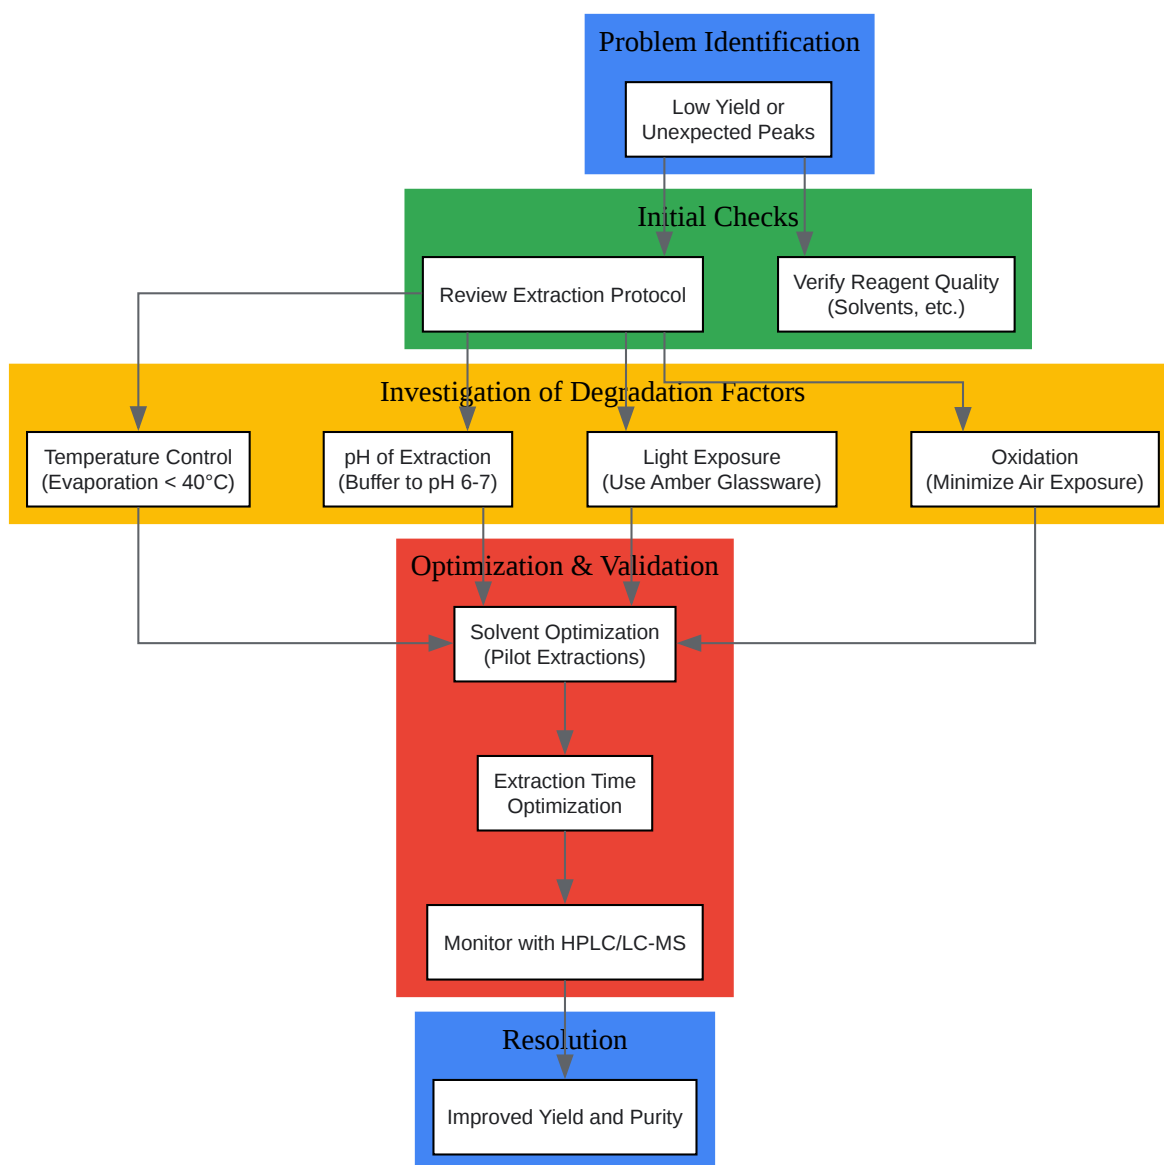 Problem Identification
Low Yield or
Unexpected Peaks
Initial Checks
Review Extraction Protocol
Verify Reagent Quality
(Solvents, etc.)
Investigation of Degradation Factors
Temperature Control
(Evaporation < 40°C)
pH of Extraction
(Buffer to pH 6-7)
Light Exposure
(Use Amber Glassware)
Oxidation
(Minimize Air Exposure)
Optimization & Validation
Solvent Optimization
(Pilot Extractions)
Extraction Time
Optimization
Monitor with HPLC/LC-MS
Resolution
Improved Yield and Purity